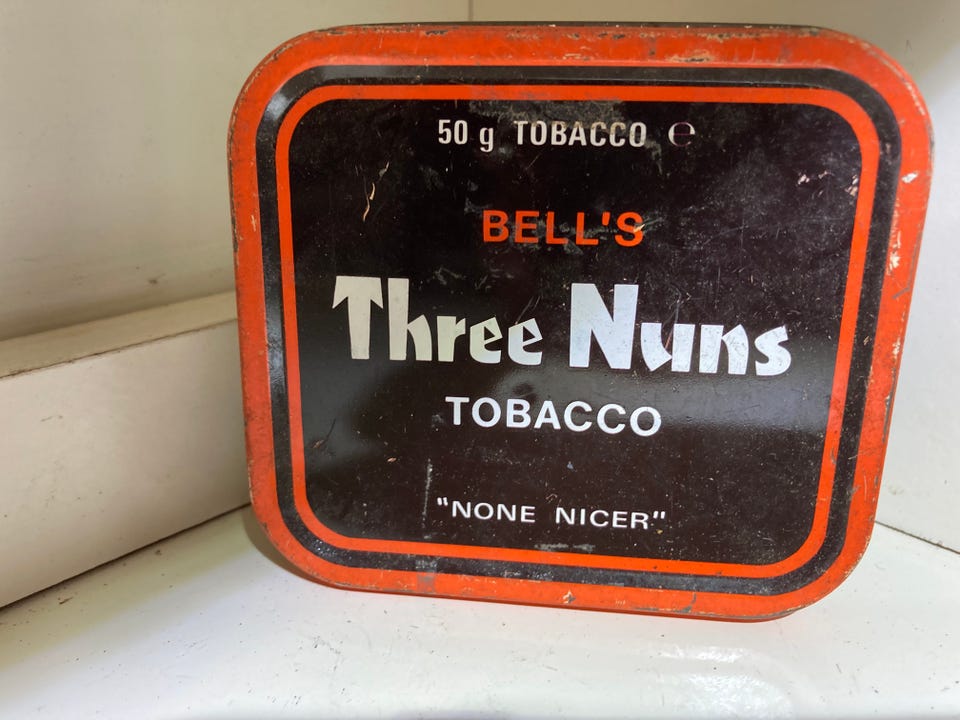 50 g TOBACCO ℮
BELL'S
Three Nuns
TOBACCO
"NONE NICER"